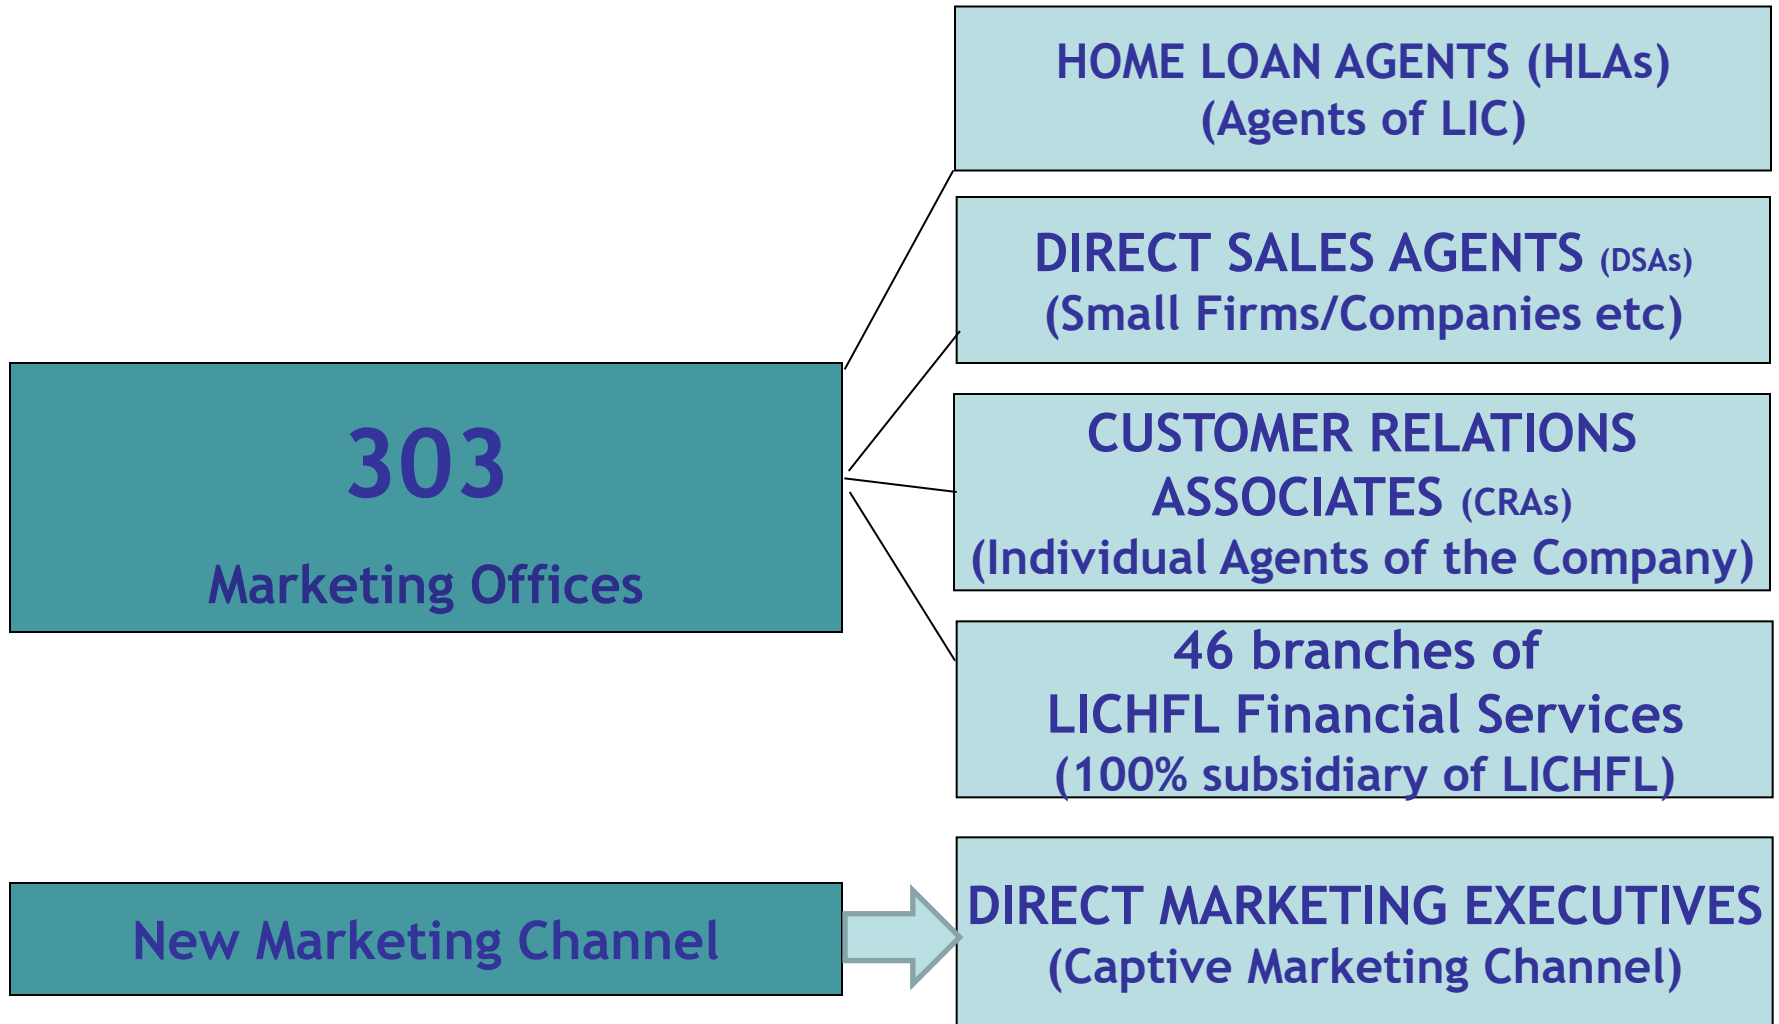 HOME LOAN AGENTS (HLAs)
(Agents of LIC)
DIRECT SALES AGENTS (DSAs)
(Small Firms/Companies etc)
303
Marketing Offices
CUSTOMER RELATIONS
ASSOCIATES (CRAs)
(Individual Agents of the Company)
46 branches of
LICHFL Financial Services
(100% subsidiary of LICHFL)
New Marketing Channel
DIRECT MARKETING EXECUTIVES
(Captive Marketing Channel)